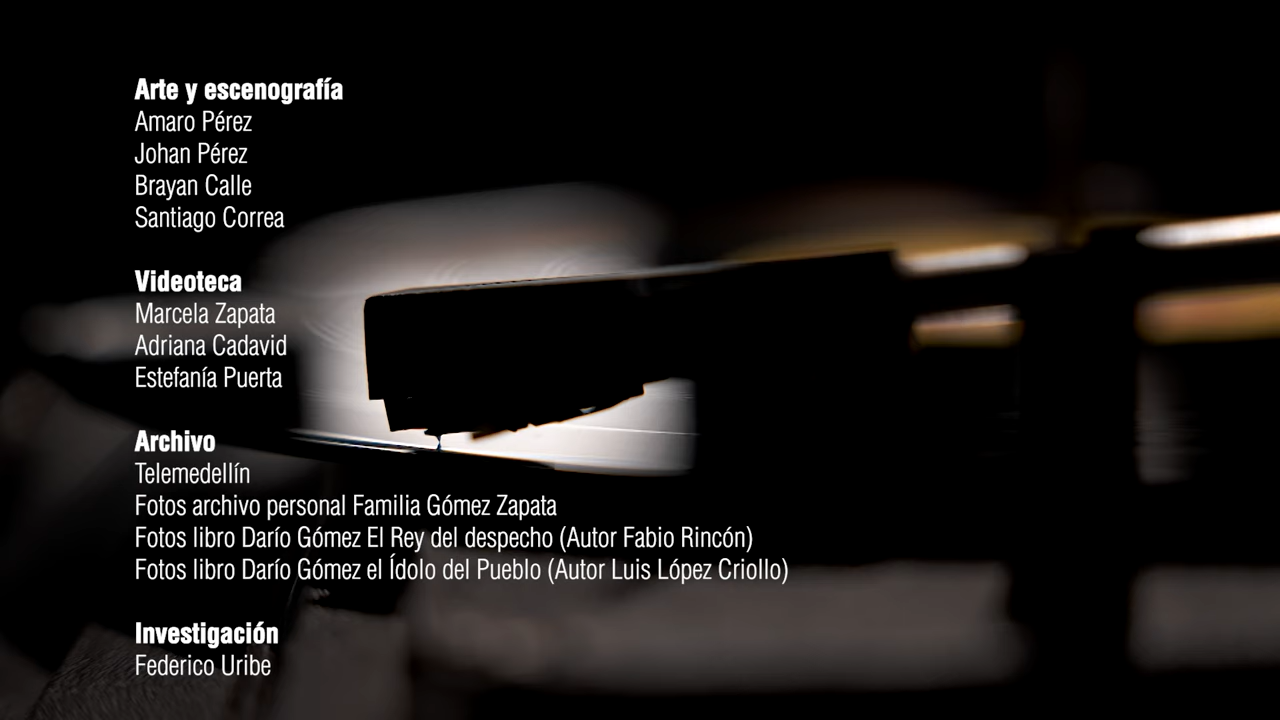 Arte y escenografía
Amaro Pérez
Johan Pérez
Brayan Calle
Santiago Correa
Videoteca
Marcela Zapata
Adriana Cadavid
Estefanía Puerta
Archivo
Telemedellín
Fotos archivo personal Familia Gómez Zapata
Fotos libro Darío Gómez El Rey del despecho (Autor Fabio Rincón)
Fotos libro Darío Gómez el Ídolo del Pueblo (Autor Luis López Criollo)
Investigación
Federico Uribe